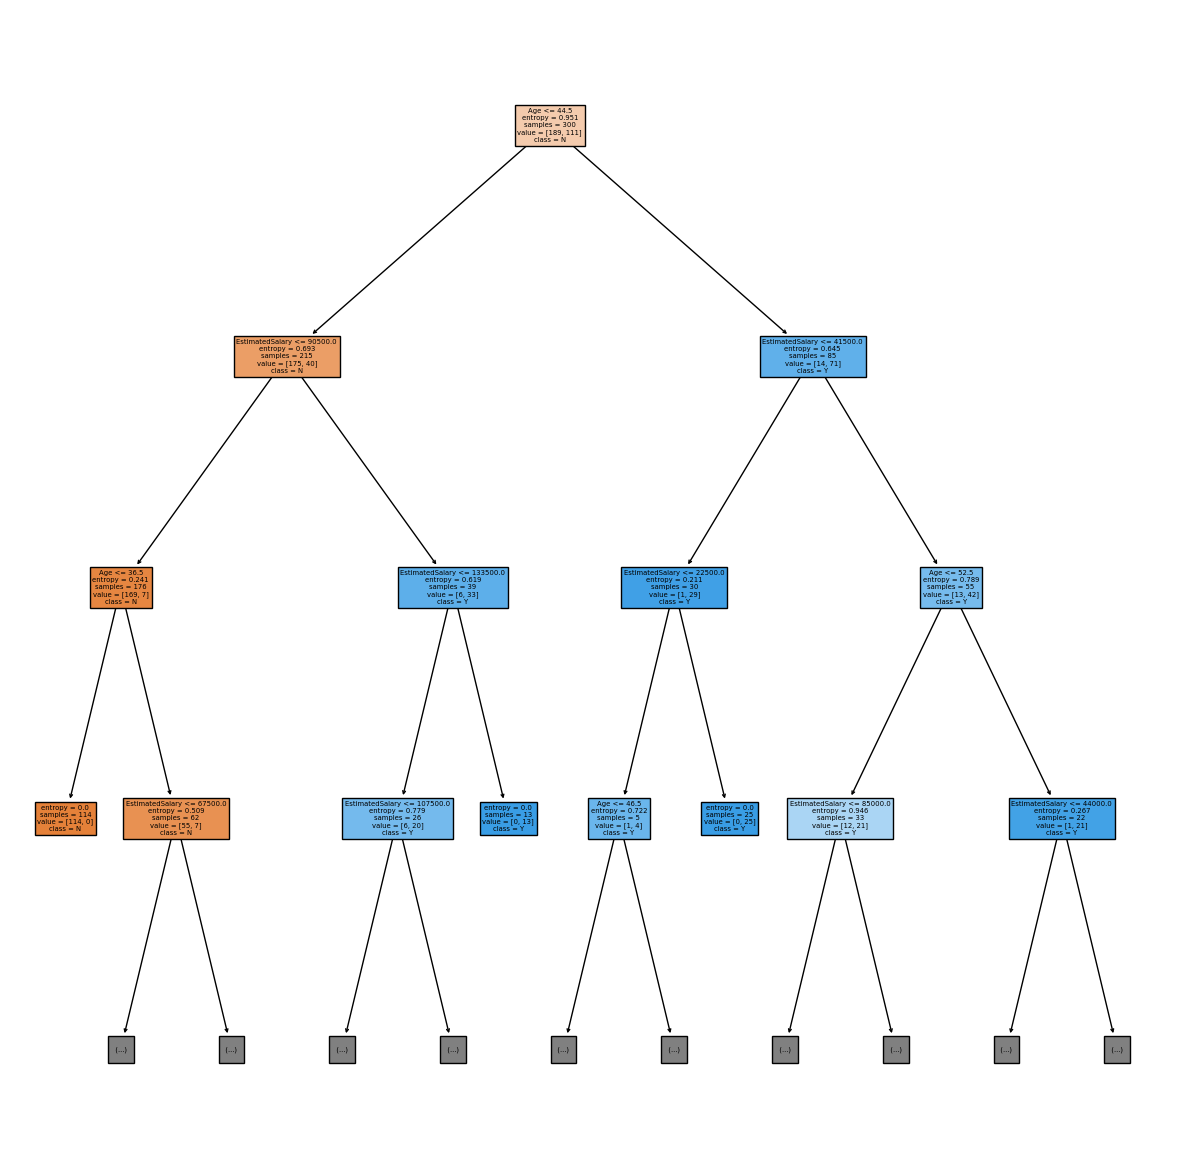 Age <= 44.5
entropy = 0.951
samples = 300
value = [189, 111]
class = N
EstimatedSalary <= 90500.0
entropy = 0.693
samples = 215
value = [175, 40]
class = N
EstimatedSalary <= 41500.0
entropy = 0.645
samples = 85
value = [14, 71]
class = Y
Age <= 36.5
entropy = 0.241
samples = 176
value = [169, 7]
class = N
EstimatedSalary <= 133500.0
entropy = 0.619
samples = 39
value = [6, 33]
class = Y
EstimatedSalary <= 22500.0
entropy = 0.211
samples = 30
value = [1, 29]
class = Y
Age <= 52.5
entropy = 0.789
samples = 55
value = [13, 42]
class = Y
entropy = 0.0
samples = 114
value = [114, 0]
class = N
EstimatedSalary <= 67500.0
entropy = 0.509
samples = 62
value = [55, 7]
class = N
EstimatedSalary <= 107500.0
entropy = 0.779
samples = 26
value = [6, 20]
class = Y
entropy = 0.0
samples = 13
value = [0, 13]
class = Y
Age <= 46.5
entropy = 0.722
samples = 5
value = [1, 4]
class = Y
entropy = 0.0
samples = 25
value = [0, 25]
class = Y
EstimatedSalary <= 85000.0
entropy = 0.946
samples = 33
value = [12, 21]
class = Y
EstimatedSalary <= 44000.0
entropy = 0.267
samples = 22
value = [1, 21]
class = Y
(...)
(...)
(...)
(...)
(...)
(...)
(...)
(...)
(...)
(...)